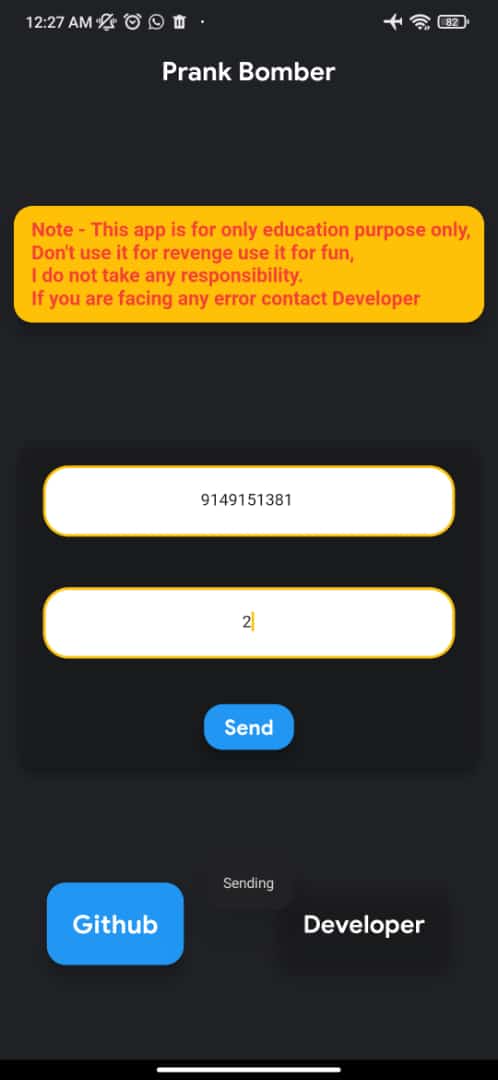 12:27 AM
82
Prank Bomber
Note - This app is for only education purpose only,
Don't use it for revenge use it for fun,
I do not take any responsibility.
If you are facing any error contact Developer
9149151381
2
Send
Sending
Github
Developer